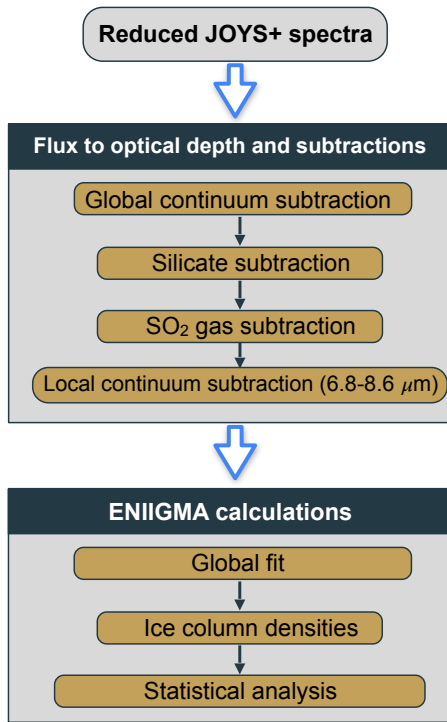 Reduced JOYS+ spectra
Flux to optical depth and subtractions
Global continuum subtraction
Silicate subtraction
SO₂ gas subtraction
Local continuum subtraction (6.8-8.6 μm)
ENIIGMA calculations
Global fit
Ice column densities
Statistical analysis